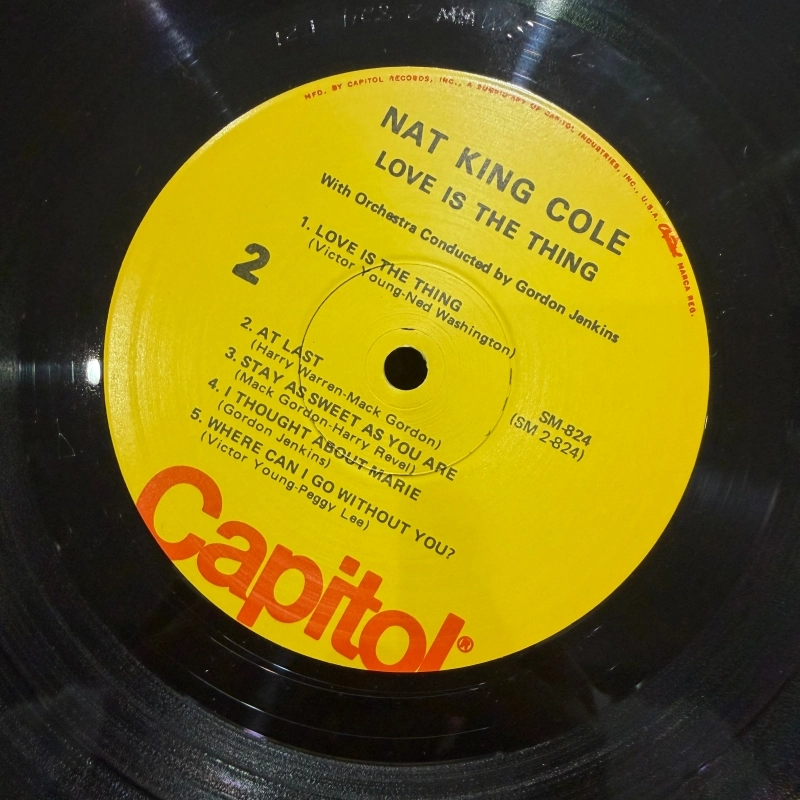 MFD. BY CAPITOL RECORDS, INC., A SUBSIDIARY OF CAPITOL INDUSTRIES, INC., U.S.A. Capitol MARCA REG.
NAT KING COLE
LOVE IS THE THING
With Orchestra Conducted by Gordon Jenkins
2
1. LOVE IS THE THING
(Victor Young-Ned Washington)
2. AT LAST
(Harry Warren-Mack Gordon)
3. STAY AS SWEET AS YOU ARE
(Mack Gordon-Harry Revel)
4. I THOUGHT ABOUT MARIE
(Gordon Jenkins)
5. WHERE CAN I GO WITHOUT YOU?
(Victor Young-Peggy Lee)
SM-824
(SM 2-824)
Capitol®